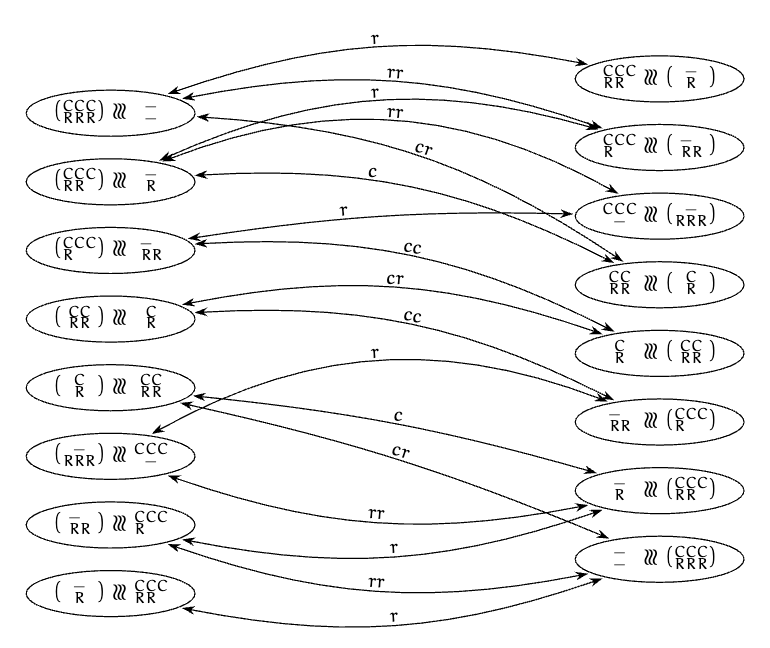 (CCC) ≀≀≀ –
RRR –
(CCC) ≀≀≀ –
RR R
(CCC) ≀≀≀ –
R RR
(CC) ≀≀≀ C
RR R
(C) ≀≀≀ CC
R RR
(–) ≀≀≀ CCC
RRR –
(–) ≀≀≀ CCC
RR R
(–) ≀≀≀ CCC
R RR
r
rr
r
rr
cr
c
r
cc
cr
cc
r
c
cr
rr
r
rr
r
CCC ≀≀≀ (–)
RR R
CCC ≀≀≀ (–)
R RR
CCC ≀≀≀ (–)
– RRR
CC ≀≀≀ (C)
RR R
C ≀≀≀ (CC)
R RR
– ≀≀≀ (CCC)
RR R
– ≀≀≀ (CCC)
R RR
– ≀≀≀ (CCC)
– RRR